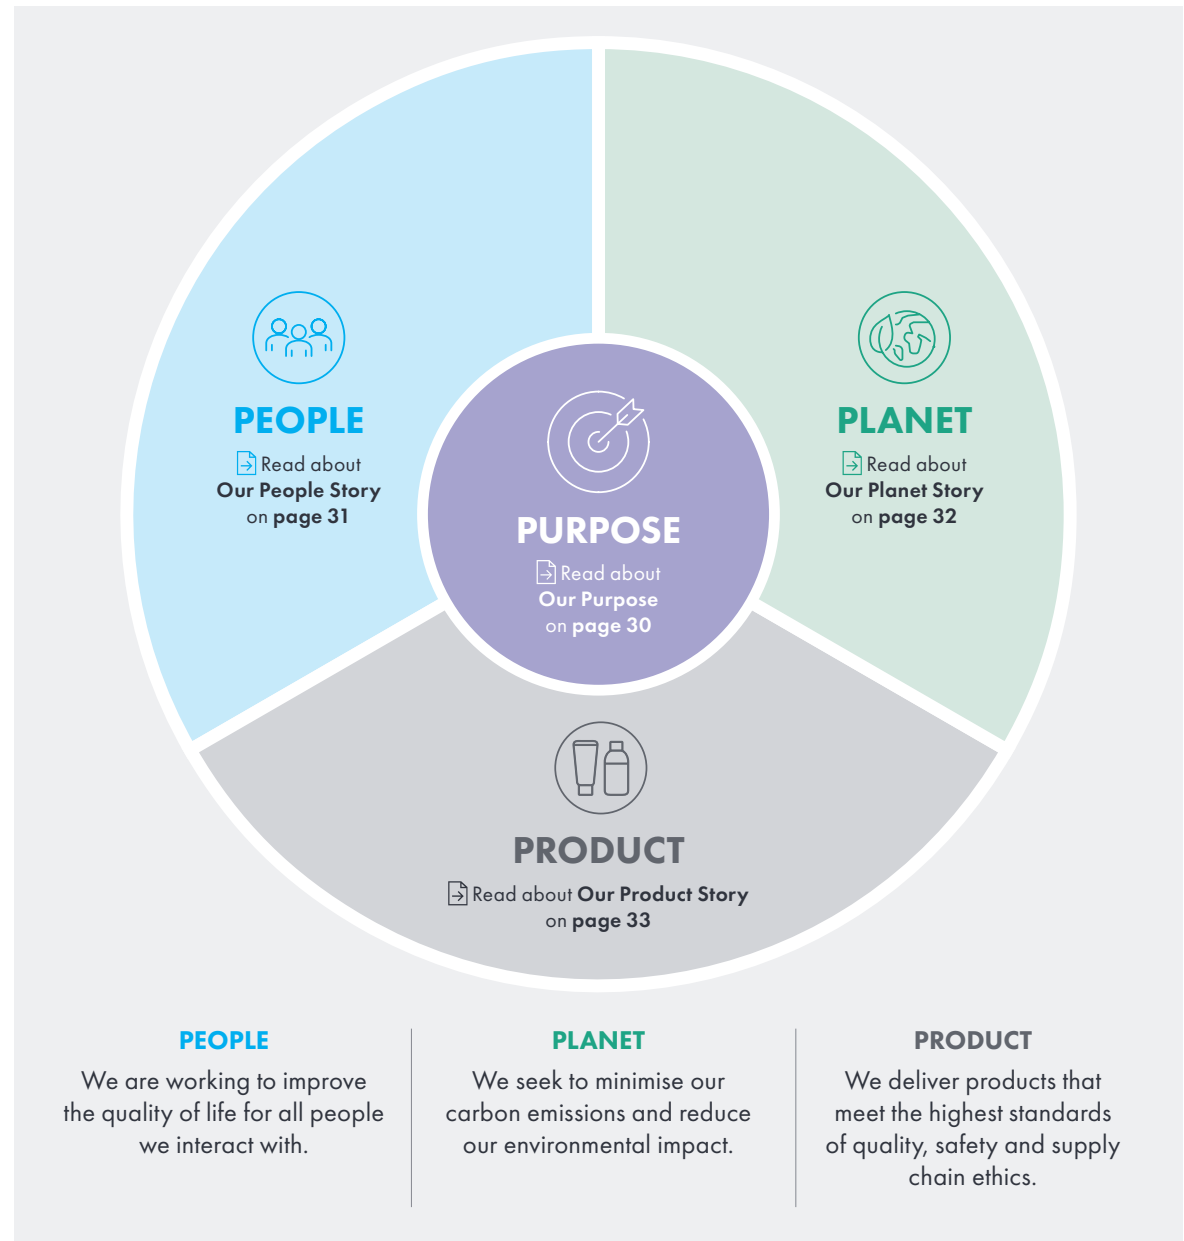 PEOPLE
Read about
Our People Story
on page 31
PLANET
Read about
Our Planet Story
on page 32
PURPOSE
Read about
Our Purpose
on page 30
PRODUCT
Read about Our Product Story
on page 33
PEOPLE
We are working to improve
the quality of life for all people
we interact with.
PLANET
We seek to minimise our
carbon emissions and reduce
our environmental impact.
PRODUCT
We deliver products that
meet the highest standards
of quality, safety and supply
chain ethics.